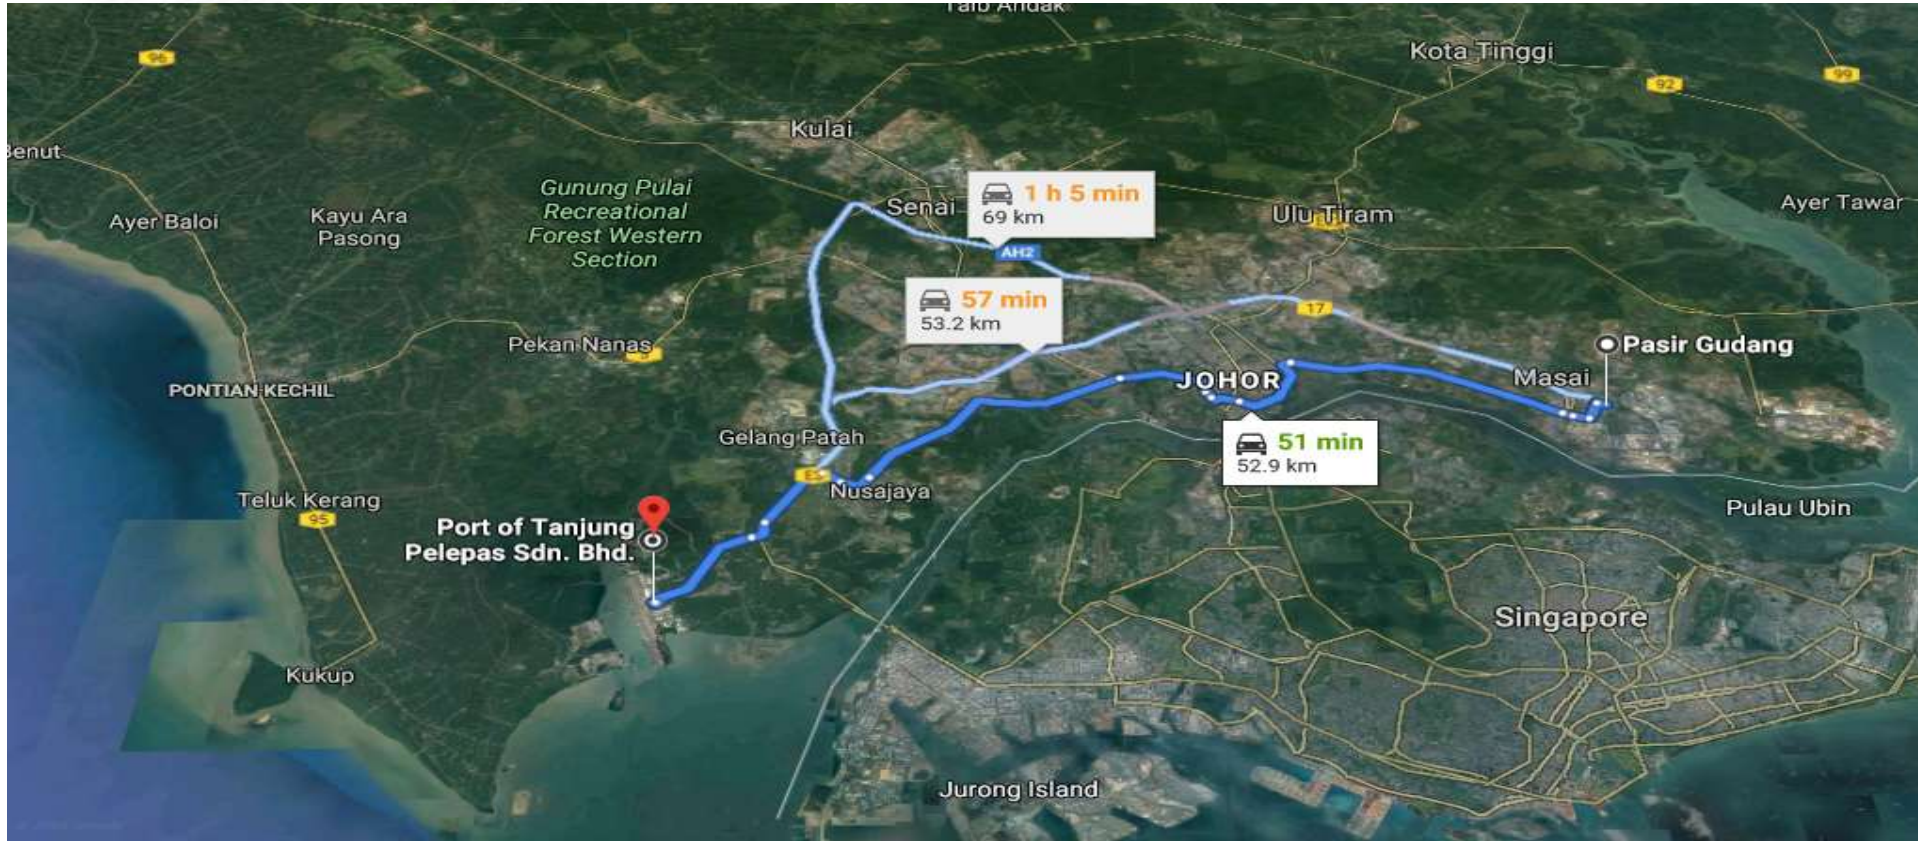 Kota Tinggi
96
92
99
Kulai
Benut
Gunung Pulai
Recreational
Forest Western
Section
1 h 5 min
69 km
Senai
Ayer Baloi
Kayu Ara
Pasong
Ulu Tiram
Ayer Tawar
AH2
57 min
53.2 km
17
Pekan Nanas
5
Pasir Gudang
PONTIAN KECHIL
JOHOR
Masai
Gelang Patah
51 min
52.9 km
Nusajaya
Teluk Kerang
95
Port of Tanjung
Pelepas Sdn. Bhd.
Pulau Ubin
Singapore
Kukup
Jurong Island